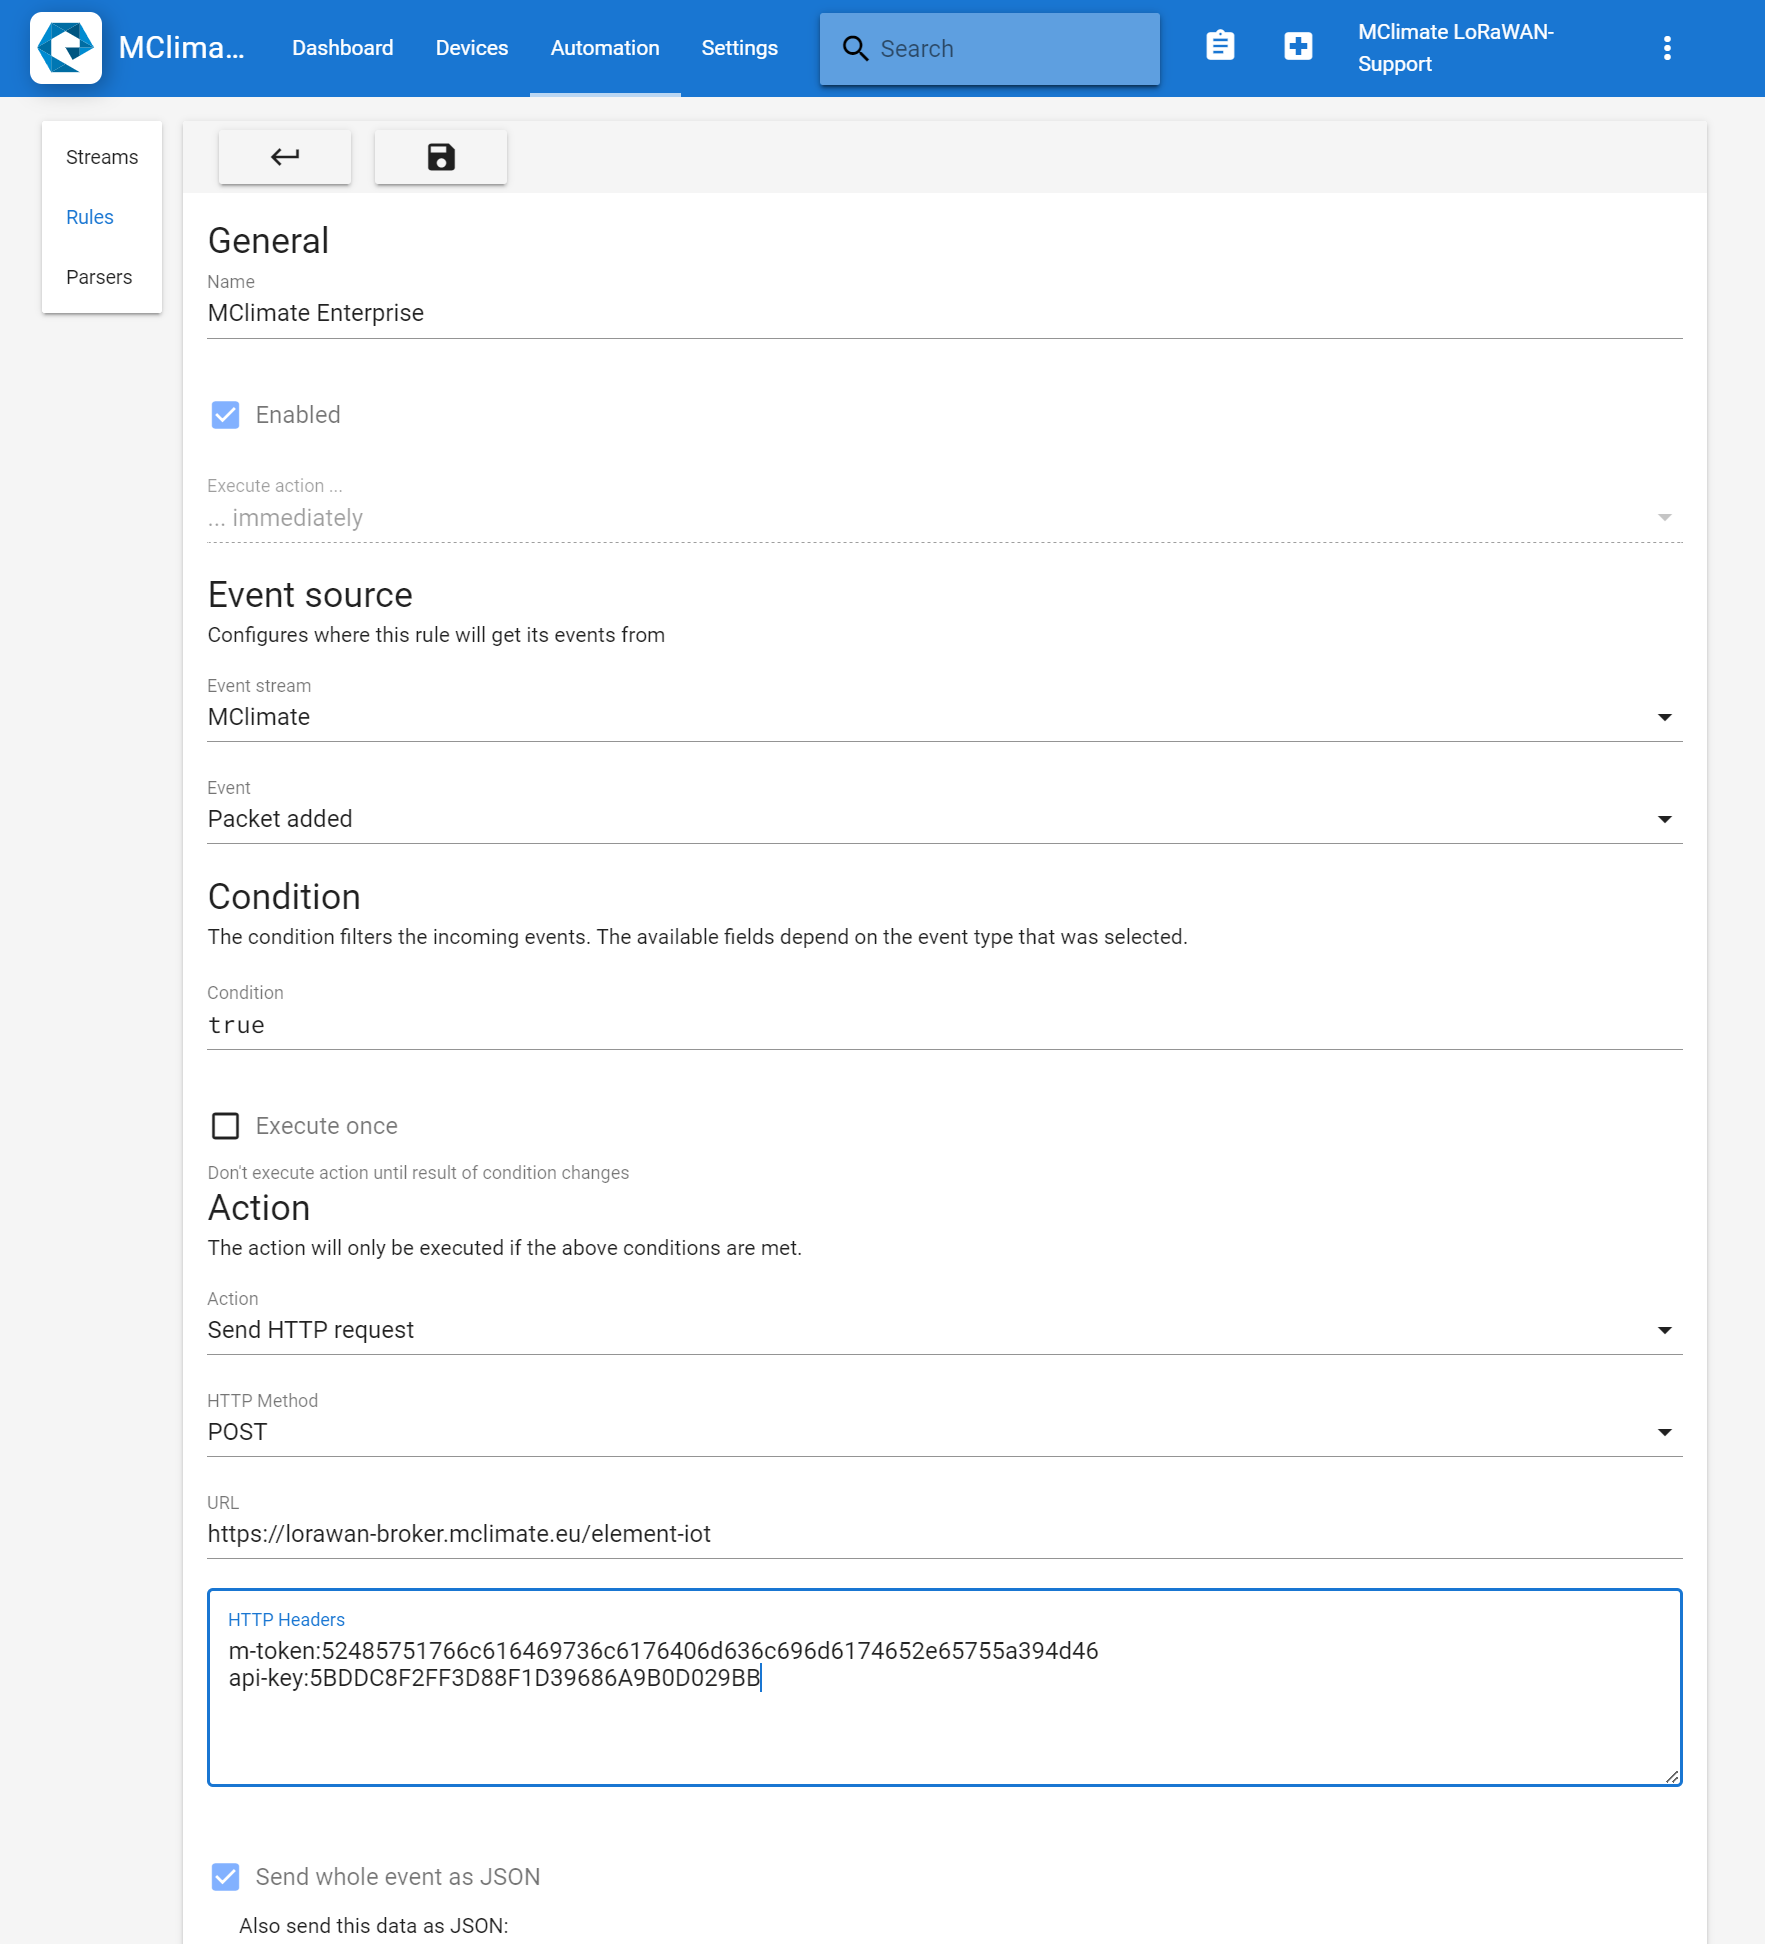 MClima...
Dashboard
Devices
Automation
Settings
Search
MClimate LoRaWAN-
Support
Streams
Rules
Parsers
General
Name
MClimate Enterprise
Enabled
Execute action ...
... immediately
Event source
Configures where this rule will get its events from
Event stream
MClimate
Event
Packet added
Condition
The condition filters the incoming events. The available fields depend on the event type that was selected.
Condition
true
Execute once
Don't execute action until result of condition changes
Action
The action will only be executed if the above conditions are met.
Action
Send HTTP request
HTTP Method
POST
URL
https://lorawan-broker.mclimate.eu/element-iot
HTTP Headers
m-token:52485751766c616469736c6176406d636c696d6174652e65755a394d46
api-key:5BDDC8F2FF3D88F1D39686A9B0D029BB
Send whole event as JSON
Also send this data as JSON: